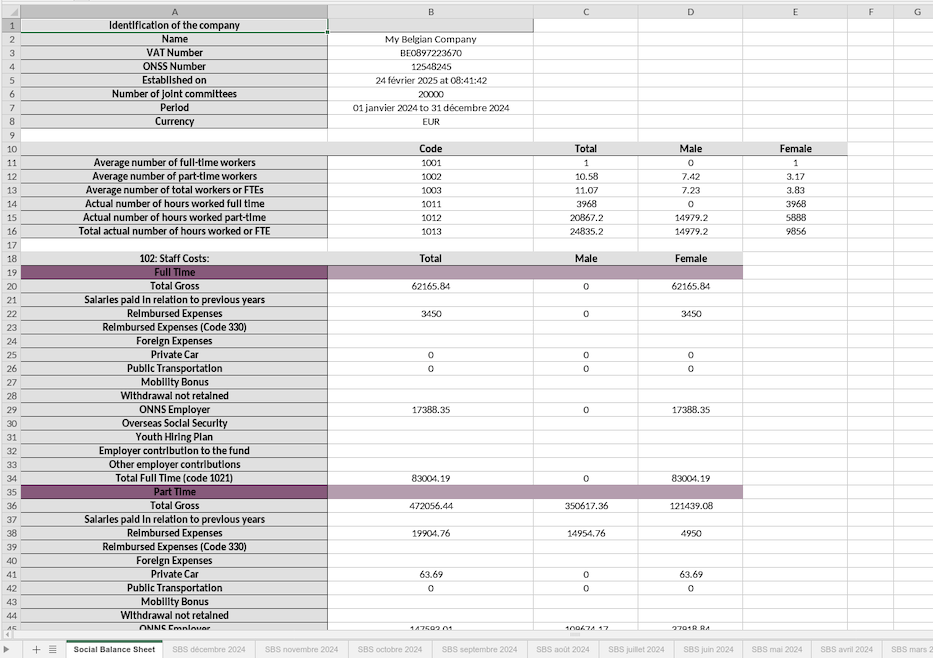 A B C D E F G
1 Identification of the company
2 Name My Belgian Company
3 VAT Number BE0897223670
4 ONSS Number 12548245
5 Established on 24 février 2025 at 08:41:42
6 Number of joint committees 20000
7 Period 01 janvier 2024 to 31 décembre 2024
8 Currency EUR
9
10 Code Total Male Female
11 Average number of full-time workers 1001 1 0 1
12 Average number of part-time workers 1002 10.58 7.42 3.17
13 Average number of total workers or FTEs 1003 11.07 7.23 3.83
14 Actual number of hours worked full time 1011 3968 0 3968
15 Actual number of hours worked part-time 1012 20867.2 14979.2 5888
16 Total actual number of hours worked or FTE 1013 24835.2 14979.2 9856
17
18 102: Staff Costs: Total Male Female
19 Full Time
20 Total Gross 62165.84 0 62165.84
21 Salaries paid in relation to previous years
22 Reimbursed Expenses 3450 0 3450
23 Reimbursed Expenses (Code 330)
24 Foreign Expenses
25 Private Car 0 0 0
26 Public Transportation 0 0 0
27 Mobility Bonus
28 Withdrawal not retained
29 ONNS Employer 17388.35 0 17388.35
30 Overseas Social Security
31 Youth Hiring Plan
32 Employer contribution to the fund
33 Other employer contributions
34 Total Full Time (code 1021) 83004.19 0 83004.19
35 Part Time
36 Total Gross 472056.44 350617.36 121439.08
37 Salaries paid in relation to previous years
38 Reimbursed Expenses 19904.76 14954.76 4950
39 Reimbursed Expenses (Code 330)
40 Foreign Expenses
41 Private Car 63.69 0 63.69
42 Public Transportation 0 0 0
43 Mobility Bonus
44 Withdrawal not retained
45 ONNS Employer 147593.01 109674.17 37918.84
Social Balance Sheet SBS décembre 2024 SBS novembre 2024 SBS octobre 2024 SBS septembre 2024 SBS août 2024 SBS juillet 2024 SBS juin 2024 SBS mai 2024 SBS avril 2024 SBS mars 2